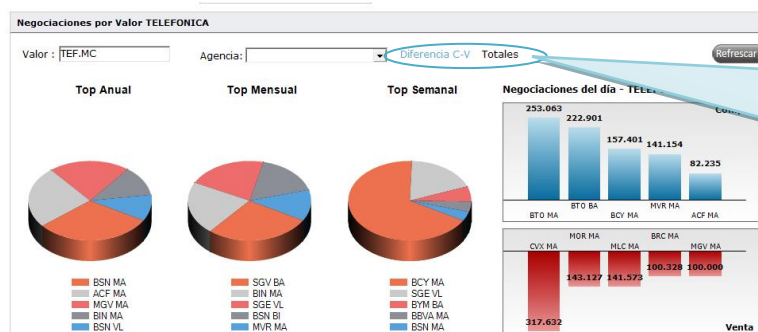 Negociaciones por Valor TELEFONICA
Valor : TEF.MC
Agencia:
Diferencia C-V Totales
Refrescar
Top Anual
Top Mensual
Top Semanal
Negociaciones del día -
253.063
222.901
157.401
141.154
82.235
BTO MA
BTO BA
BCY MA
MVR MA
ACF MA
CVX MA
MOR MA
MLC MA
BRC MA
MGV MA
317.632
143.127
141.573
100.328
100.000
Venta
BSN MA
ACF MA
MGV MA
BIN MA
BSN VL
SGV BA
BIN MA
SGE VL
BSN BI
MVR MA
BCY MA
SGE VL
BYM BA
BBVA MA
BSN MA